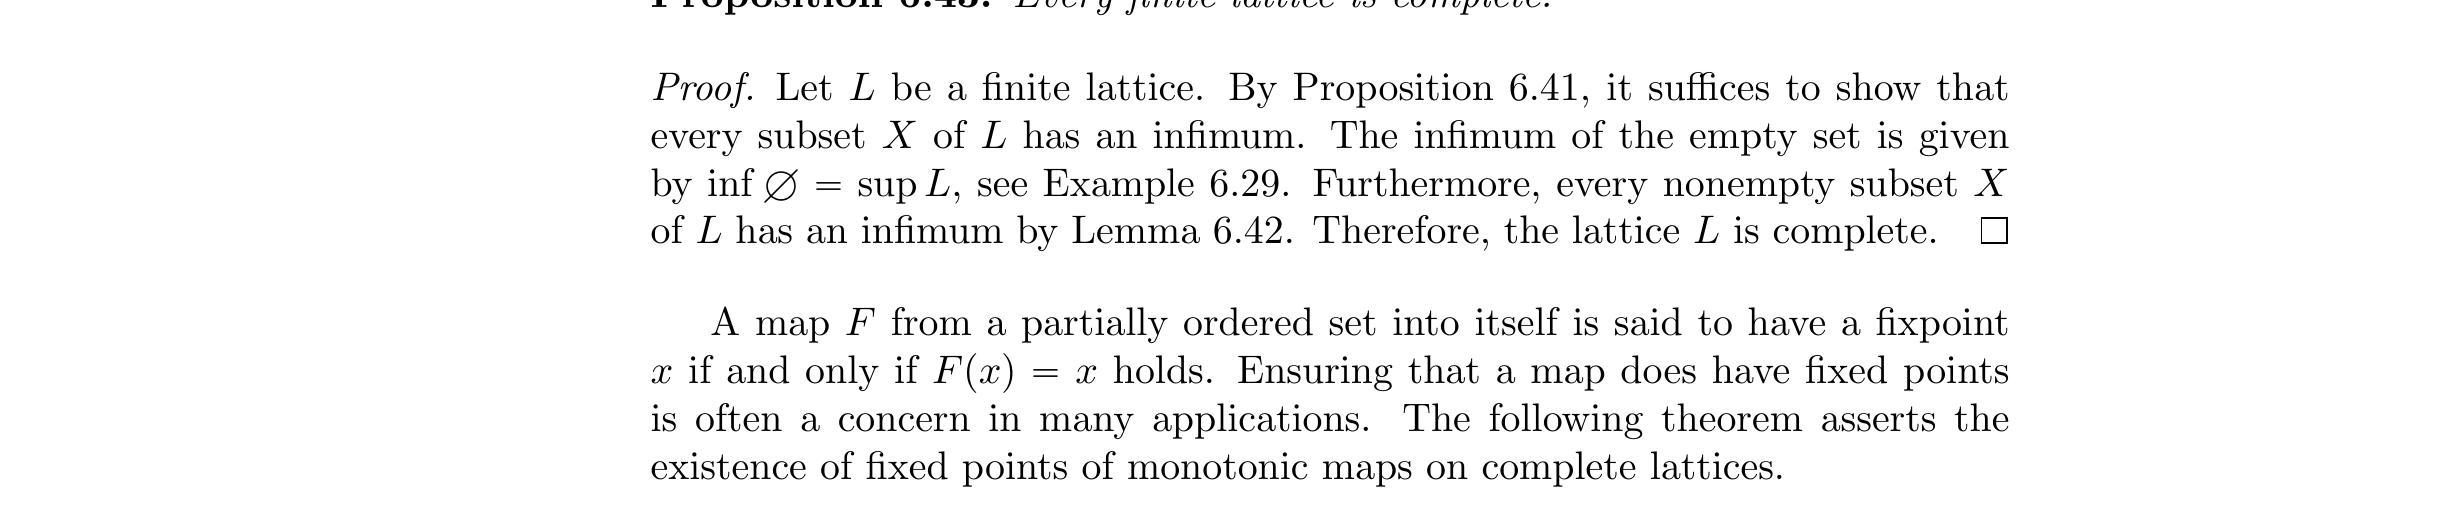 Proposition 6.43. Every finite lattice is complete.
Proof. Let L be a finite lattice. By Proposition 6.41, it suffices to show that
every subset X of L has an infimum. The infimum of the empty set is given
by inf ∅ = sup L, see Example 6.29. Furthermore, every nonempty subset X
of L has an infimum by Lemma 6.42. Therefore, the lattice L is complete. □
A map F from a partially ordered set into itself is said to have a fixpoint
x if and only if F(x) = x holds. Ensuring that a map does have fixed points
is often a concern in many applications. The following theorem asserts the
existence of fixed points of monotonic maps on complete lattices.